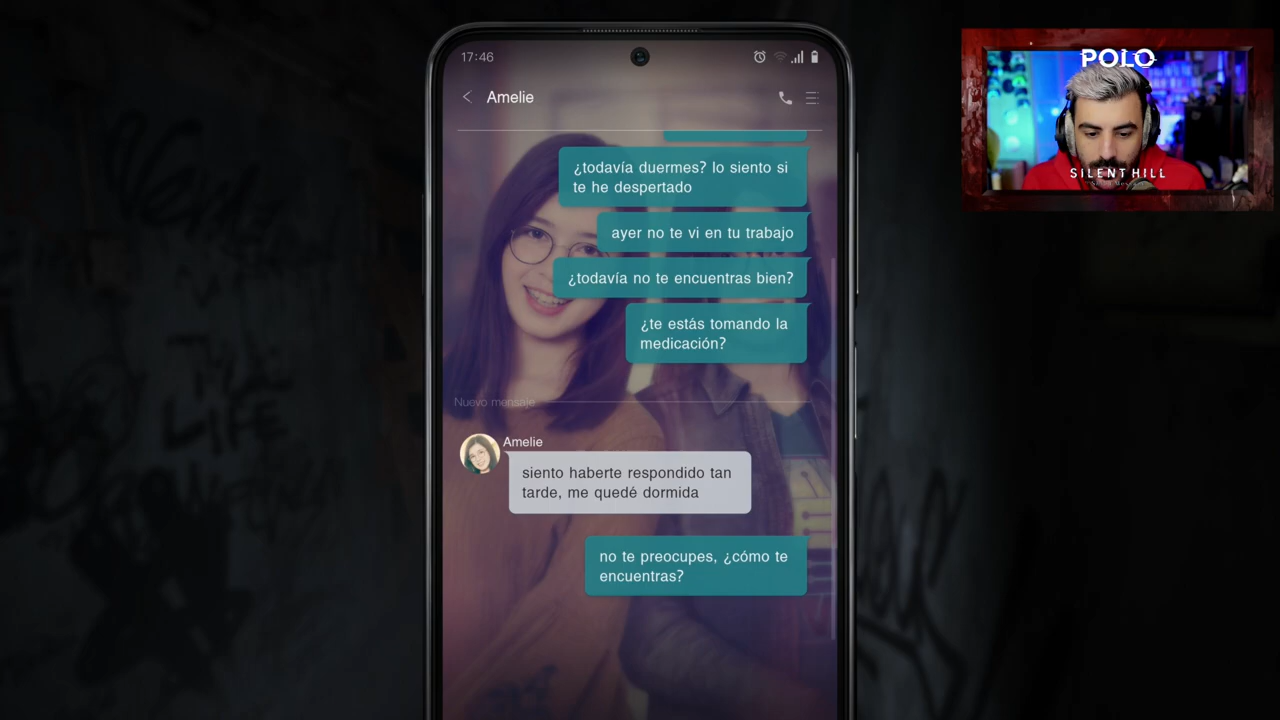 17:46
POLO
Amelie
¿todavía duermes? lo siento si
te he despertado
SILENT HILL
ayer no te vi en tu trabajo
¿todavía no te encuentras bien?
¿te estás tomando la
medicación?
Nuevo mensaje
Amelie
siento haberte respondido tan
tarde, me quedé dormida
no te preocupes, ¿cómo te
encuentras?